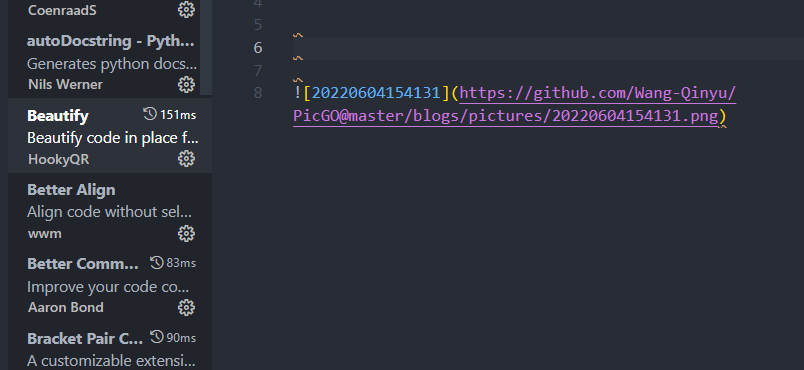 CoenraadS
autoDocstring - Pyth...
Generates python docs...
Nils Werner
Beautify 151ms
Beautify code in place f...
HookyQR
Better Align
Align code without sel...
wwm
Better Comm... 83ms
Improve your code co...
Aaron Bond
Bracket Pair C... 90ms
A customizable extensi...
4
5
6
7
8 ![20220604154131](https://github.com/Wang-Qinyu/
PicGO@master/blogs/pictures/20220604154131.png)